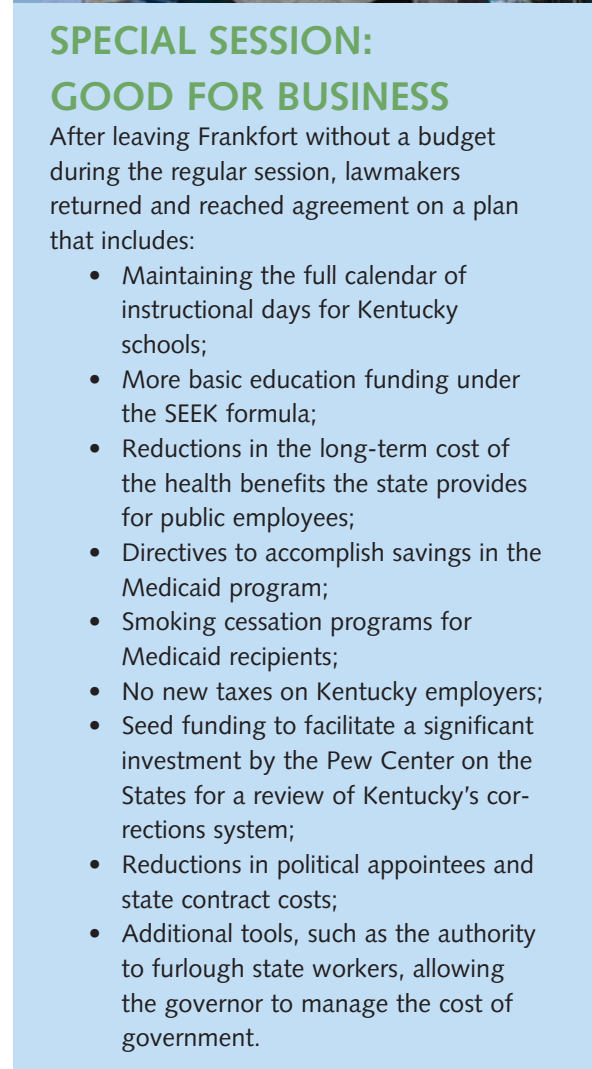 SPECIAL SESSION:
GOOD FOR BUSINESS
After leaving Frankfort without a budget
during the regular session, lawmakers
returned and reached agreement on a plan
that includes:
• Maintaining the full calendar of
instructional days for Kentucky
schools;
• More basic education funding under
the SEEK formula;
• Reductions in the long-term cost of
the health benefits the state provides
for public employees;
• Directives to accomplish savings in the
Medicaid program;
• Smoking cessation programs for
Medicaid recipients;
• No new taxes on Kentucky employers;
• Seed funding to facilitate a significant
investment by the Pew Center on the
States for a review of Kentucky’s cor-
rections system;
• Reductions in political appointees and
state contract costs;
• Additional tools, such as the authority
to furlough state workers, allowing
the governor to manage the cost of
government.